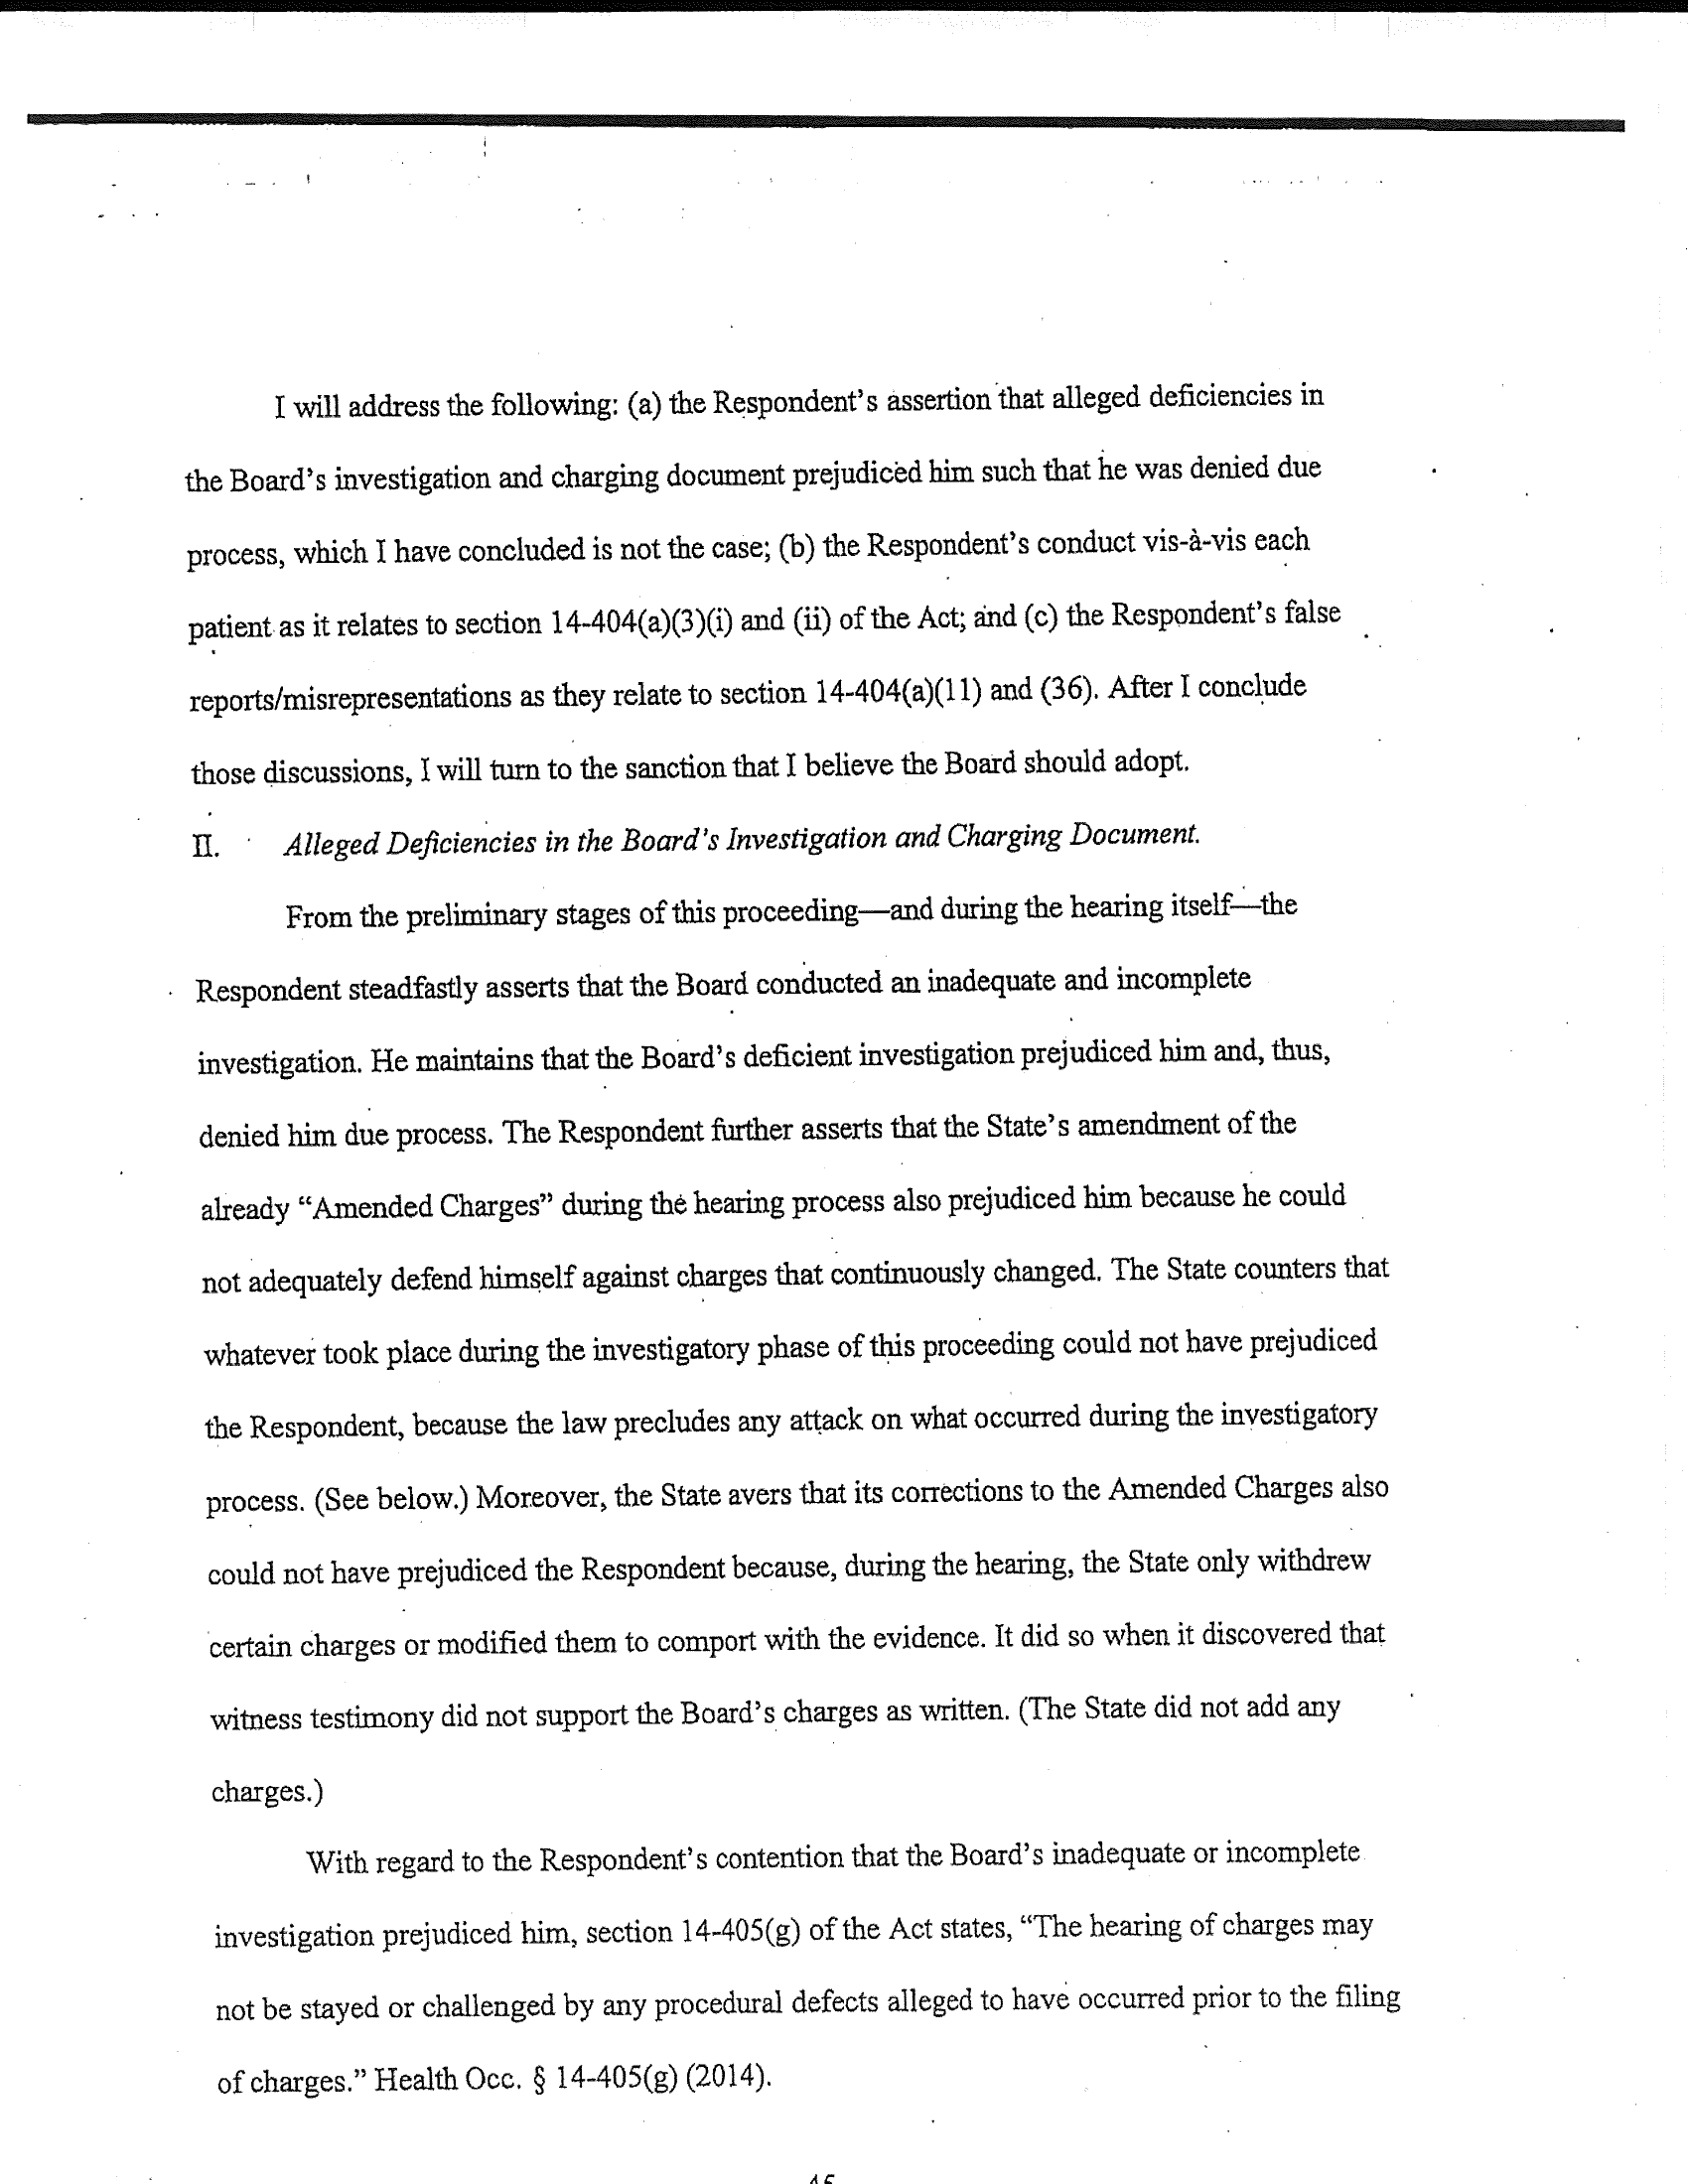 I will address the following: (a) the Respondent's assertion that alleged deficiencies in
the Board's investigation and charging document prejudiced him such that he was denied due
process, which I have concluded is not the case; (b) the Respondent's conduct vis-à-vis each
patient as it relates to section 14-404(a)(3)(i) and (ii) of the Act; and (c) the Respondent's false
reports/misrepresentations as they relate to section 14-404(a)(11) and (36). After I conclude
those discussions, I will turn to the sanction that I believe the Board should adopt.
II. Alleged Deficiencies in the Board's Investigation and Charging Document.
From the preliminary stages of this proceeding—and during the hearing itself—the
Respondent steadfastly asserts that the Board conducted an inadequate and incomplete
investigation. He maintains that the Board's deficient investigation prejudiced him and, thus,
denied him due process. The Respondent further asserts that the State's amendment of the
already “Amended Charges” during the hearing process also prejudiced him because he could
not adequately defend himself against charges that continuously changed. The State counters that
whatever took place during the investigatory phase of this proceeding could not have prejudiced
the Respondent, because the law precludes any attack on what occurred during the investigatory
process. (See below.) Moreover, the State avers that its corrections to the Amended Charges also
could not have prejudiced the Respondent because, during the hearing, the State only withdrew
certain charges or modified them to comport with the evidence. It did so when it discovered that
witness testimony did not support the Board's charges as written. (The State did not add any
charges.)
With regard to the Respondent's contention that the Board's inadequate or incomplete
investigation prejudiced him, section 14-405(g) of the Act states, “The hearing of charges may
not be stayed or challenged by any procedural defects alleged to have occurred prior to the filing
of charges.” Health Occ. § 14-405(g) (2014).